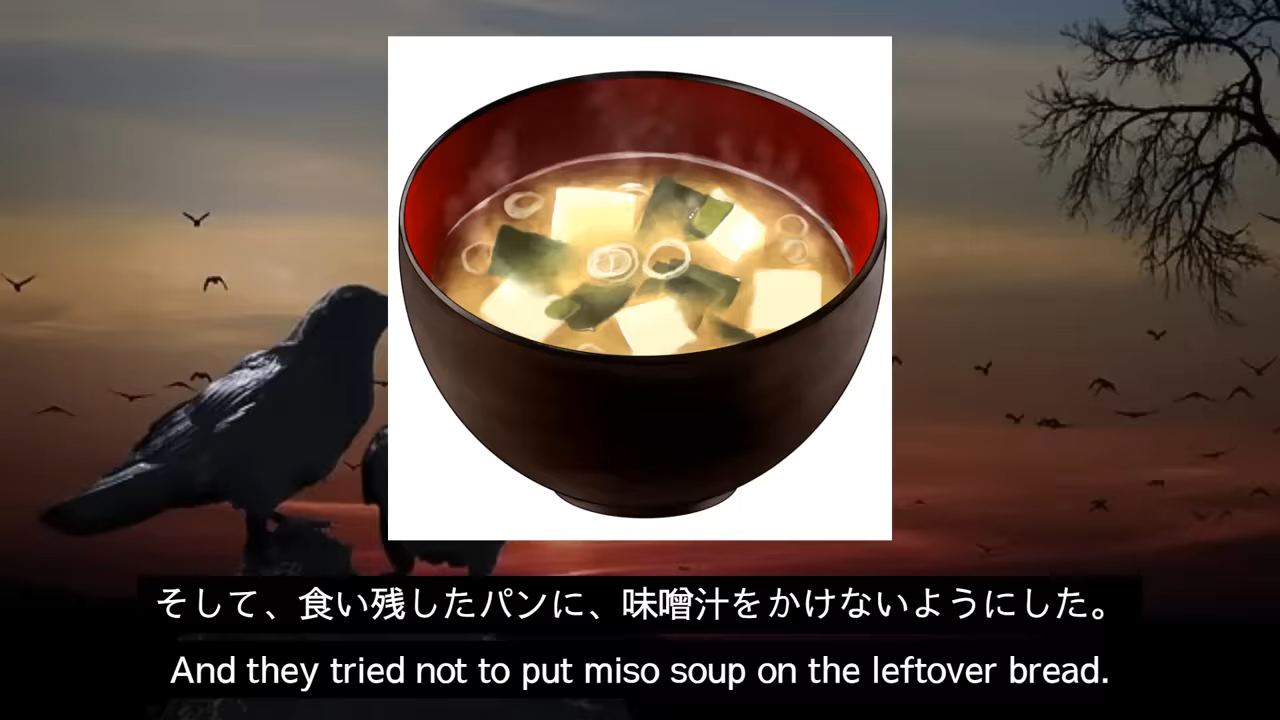 そして、食い残したパンに、味噌汁をかけないようにした。
And they tried not to put miso soup on the leftover bread.